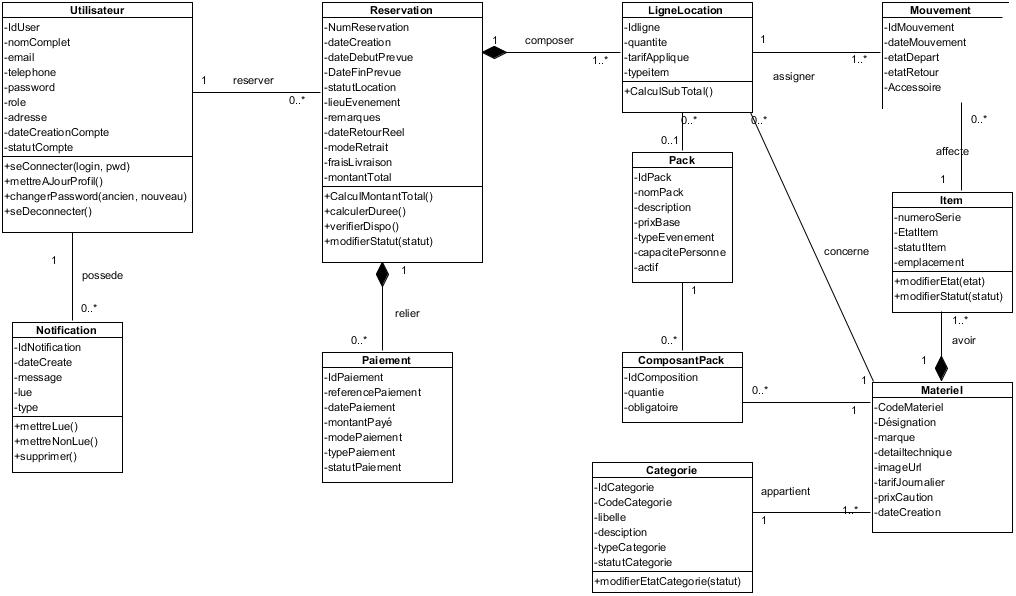 Utilisateur
-IdUser
-nomComplet
-email
-telephone
-password
-role
-adresse
-dateCreationCompte
-statutCompte
+seConnecter(login, pwd)
+mettreAJourProfil()
+changerPassword(ancien, nouveau)
+seDeconnecter()
1
reserver
0..*
Reservation
-NumReservation
-dateCreation
-dateDebutPrevue
-DateFinPrevue
-statutLocation
-lieuEvenement
-remarques
-dateRetourReel
-modeRetrait
-fraisLivraison
-montantTotal
+CalculMontantTotal()
+calculerDuree()
+verifierDispo()
+modifierStatut(statut)
1
composer
1..*
LigneLocation
-Idligne
-quantite
-tarifApplique
-typeitem
+CalculSubTotal()
1
assigner
1..*
Mouvement
-IdMouvement
-dateMouvement
-etatDepart
-etatRetour
-Accessoire
0..*
affecte
1
0..*
0..1
0..*
concerne
1
Pack
-IdPack
-nomPack
-description
-prixBase
-typeEvenement
-capacitePersonne
-actif
1
0..*
Item
-numeroSerie
-EtatItem
-statutItem
-emplacement
+modifierEtat(etat)
+modifierStatut(statut)
1..*
avoir
1
1
possede
0..*
Notification
-IdNotification
-dateCreate
-message
-lue
-type
+mettreLue()
+mettreNonLue()
+supprimer()
1
relier
0..*
Paiement
-IdPaiement
-referencePaiement
-datePaiement
-montantPayé
-modePaiement
-typePaiement
-statutPaiement
ComposantPack
-IdComposition
-quantie
-obligatoire
0..*
1
Materiel
-CodeMateriel
-Désignation
-marque
-detailtechnique
-imageUrl
-tarifJournalier
-prixCaution
-dateCreation
Categorie
-IdCategorie
-CodeCategorie
-libelle
-desciption
-typeCategorie
-statutCategorie
+modifierEtatCategorie(statut)
appartient
1
1..*